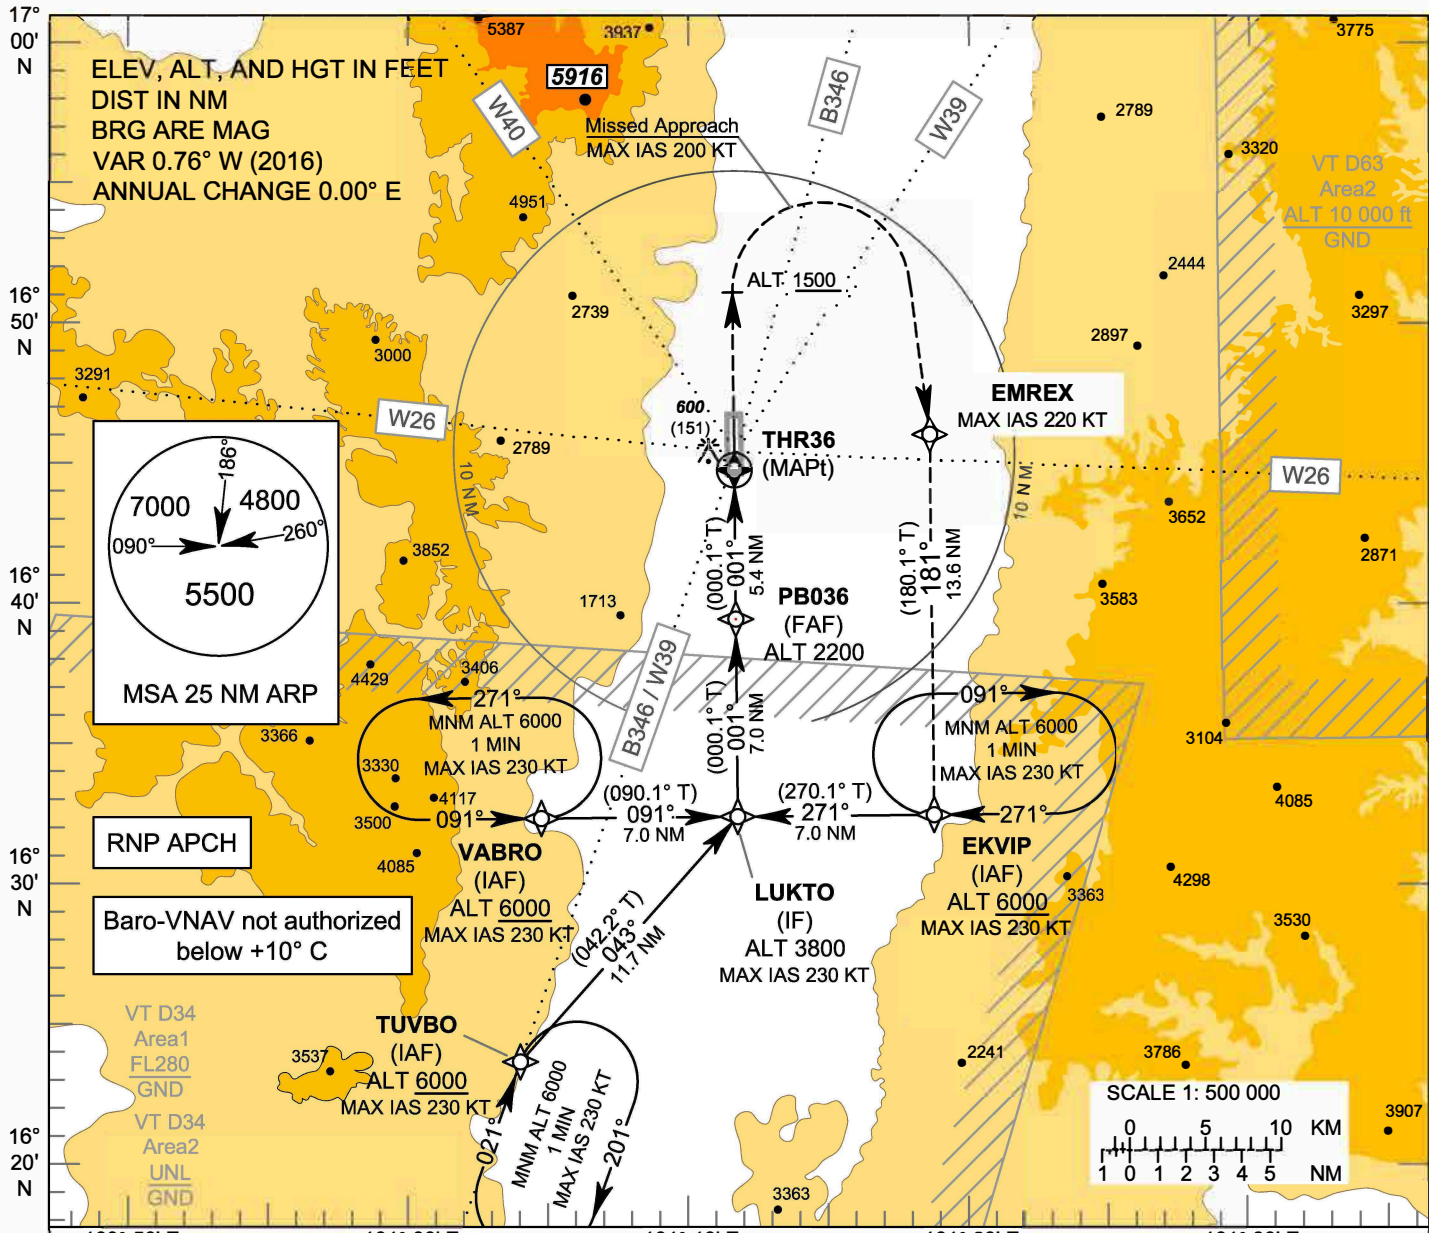 17°
00'
N
ELEV, ALT, AND HGT IN FEET
DIST IN NM
BRG ARE MAG
VAR 0.76° W (2016)
ANNUAL CHANGE 0.00° E
5387
3937
5916
3775
W40
B346
W39
Missed Approach
MAX IAS 200 KT
2789
3320
VT D63
Area2
ALT 10 000 ft
GND
4951
2444
ALT 1500
16°
50'
N
2739
3297
3000
2897
3291
W26
EMREX
MAX IAS 220 KT
600
(151)
THR36
(MAPt)
2789
10 NM
10 NM
W26
186°
7000
4800
090°
260°
5500
MSA 25 NM ARP
3652
3852
2871
(000.1° T)
001°
5.4 NM
(180.1° T)
181°
13.6 NM
16°
40'
N
1713
PB036
(FAF)
ALT 2200
3583
4429
3406
B346 / W39
(000.1° T)
001°
7.0 NM
271°
MNM ALT 6000
1 MIN
MAX IAS 230 KT
091°
091°
MNM ALT 6000
1 MIN
MAX IAS 230 KT
271°
3366
3330
4117
3500
3104
4085
(090.1° T)
091°
7.0 NM
(270.1° T)
271°
7.0 NM
RNP APCH
4085
16°
30'
N
VABRO
(IAF)
ALT 6000
MAX IAS 230 KT
LUKTO
(IF)
ALT 3800
MAX IAS 230 KT
EKVIP
(IAF)
ALT 6000
MAX IAS 230 KT
3363
4298
3530
Baro-VNAV not authorized
below +10° C
(042.2° T)
043°
11.7 NM
VT D34
Area1
FL280
GND
VT D34
Area2
UNL
GND
TUVBO
(IAF)
ALT 6000
MAX IAS 230 KT
3537
2241
3786
021°
MNM ALT 6000
1 MIN
MAX IAS 230 KT
201°
SCALE 1: 500 000
0 5 10 KM
1 0 1 2 3 4 5 NM
3907
16°
20'
N
3363